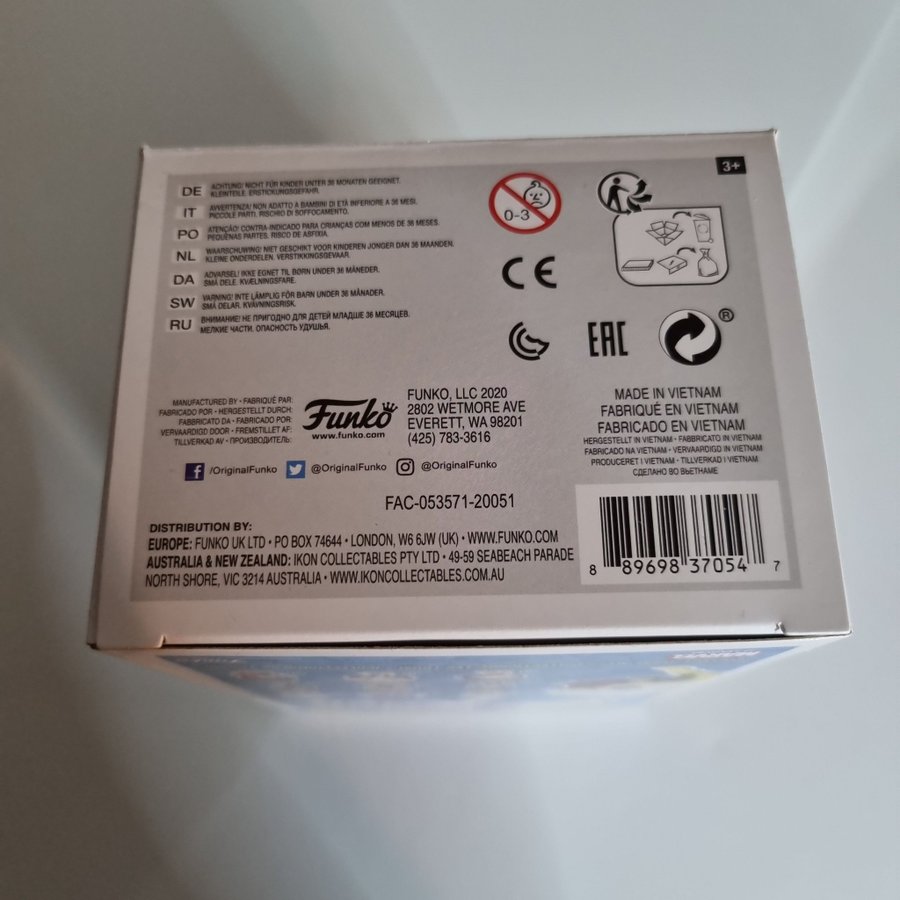 3+
DE ACHTUNG! NICHT FÜR KINDER UNTER 36 MONATEN GEEIGNET.
KLEINTEILE. ERSTICKUNGSGEFAHR.
IT AVVERTENZA! NON ADATTO A BAMBINI DI ETÀ INFERIORE A 36 MESI.
PICCOLE PARTI. RISCHIO DI SOFFOCAMENTO.
PO ATENÇÃO! CONTRA-INDICADO PARA CRIANÇAS COM MENOS DE 36 MESES.
PEQUENAS PARTES. RISCO DE ASFIXIA.
NL WAARSCHUWING! NIET GESCHIKT VOOR KINDEREN JONGER DAN 36 MAANDEN.
KLEINE ONDERDELEN. VERSTIKKINGSGEVAAR.
DA ADVARSEL! IKKE EGNET TIL BØRN UNDER 36 MÅNEDER.
SMÅ DELE. KVÆLNINGSFARE.
SW VARNING! INTE LÄMPLIG FÖR BARN UNDER 36 MÅNADER.
SMÅ DELAR. KVÄVNINGSRISK.
RU ВНИМАНИЕ! НЕ ПРИГОДНО ДЛЯ ДЕТЕЙ МЛАДШЕ 36 МЕСЯЦЕВ.
МЕЛКИЕ ЧАСТИ. ОПАСНОСТЬ УДУШЬЯ.
0-3
CE
EAC
®
MANUFACTURED BY • FABRIQUÉ PAR:
FABRICADO POR • HERGESTELLT DURCH:
FABBRICATO DA • FABRICADO POR:
VERVAARDIGD DOOR • FREMSTILLET AF:
TILLVERKAD AV • ПРОИЗВОДИТЕЛЬ:
Funko
www.funko.com
FUNKO, LLC 2020
2802 WETMORE AVE
EVERETT, WA 98201
(425) 783-3616
MADE IN VIETNAM
FABRIQUÉ EN VIETNAM
FABRICADO EN VIETNAM
HERGESTELLT IN VIETNAM • FABBRICATO IN VIETNAM
FABRICADO NA VIETNAM • VERVAARDIGD IN VIETNAM
PRODUCERET I VIETNAM • TILLVERKAD I VIETNAM
СДЕЛАНО ВО ВЬЕТНАМЕ
/OriginalFunko @OriginalFunko @OriginalFunko
FAC-053571-20051
DISTRIBUTION BY:
EUROPE: FUNKO UK LTD • PO BOX 74644 • LONDON, W6 6JW (UK) • WWW.FUNKO.COM
AUSTRALIA & NEW ZEALAND: IKON COLLECTABLES PTY LTD • 49-59 SEABEACH PARADE
NORTH SHORE, VIC 3214 AUSTRALIA • WWW.IKONCOLLECTABLES.COM.AU
8 89698 37054 7